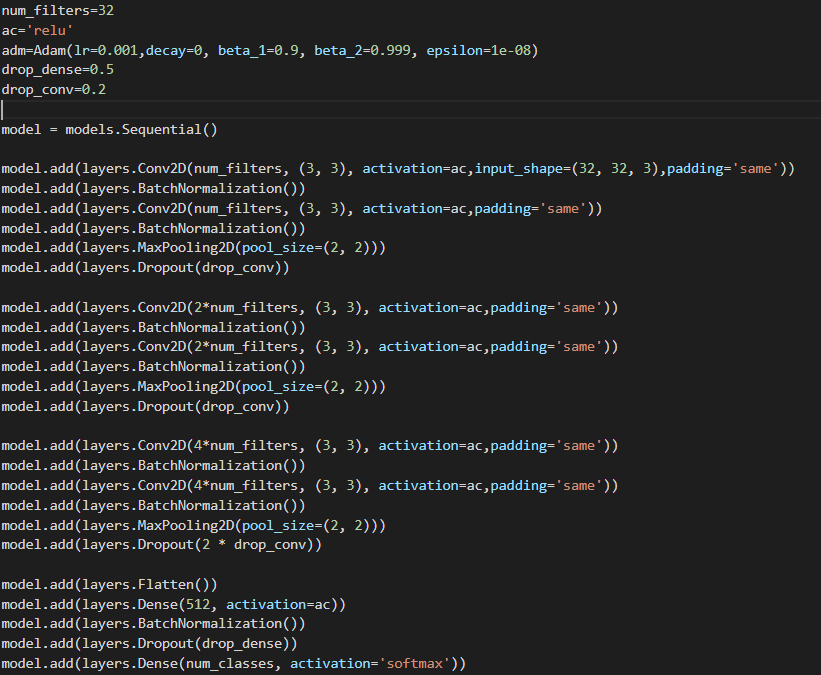 num_filters=32
ac='relu'
adm=Adam(lr=0.001,decay=0, beta_1=0.9, beta_2=0.999, epsilon=1e-08)
drop_dense=0.5
drop_conv=0.2
model = models.Sequential()
model.add(layers.Conv2D(num_filters, (3, 3), activation=ac,input_shape=(32, 32, 3),padding='same'))
model.add(layers.BatchNormalization())
model.add(layers.Conv2D(num_filters, (3, 3), activation=ac,padding='same'))
model.add(layers.BatchNormalization())
model.add(layers.MaxPooling2D(pool_size=(2, 2)))
model.add(layers.Dropout(drop_conv))
model.add(layers.Conv2D(2*num_filters, (3, 3), activation=ac,padding='same'))
model.add(layers.BatchNormalization())
model.add(layers.Conv2D(2*num_filters, (3, 3), activation=ac,padding='same'))
model.add(layers.BatchNormalization())
model.add(layers.MaxPooling2D(pool_size=(2, 2)))
model.add(layers.Dropout(drop_conv))
model.add(layers.Conv2D(4*num_filters, (3, 3), activation=ac,padding='same'))
model.add(layers.BatchNormalization())
model.add(layers.Conv2D(4*num_filters, (3, 3), activation=ac,padding='same'))
model.add(layers.BatchNormalization())
model.add(layers.MaxPooling2D(pool_size=(2, 2)))
model.add(layers.Dropout(2 * drop_conv))
model.add(layers.Flatten())
model.add(layers.Dense(512, activation=ac))
model.add(layers.BatchNormalization())
model.add(layers.Dropout(drop_dense))
model.add(layers.Dense(num_classes, activation='softmax'))